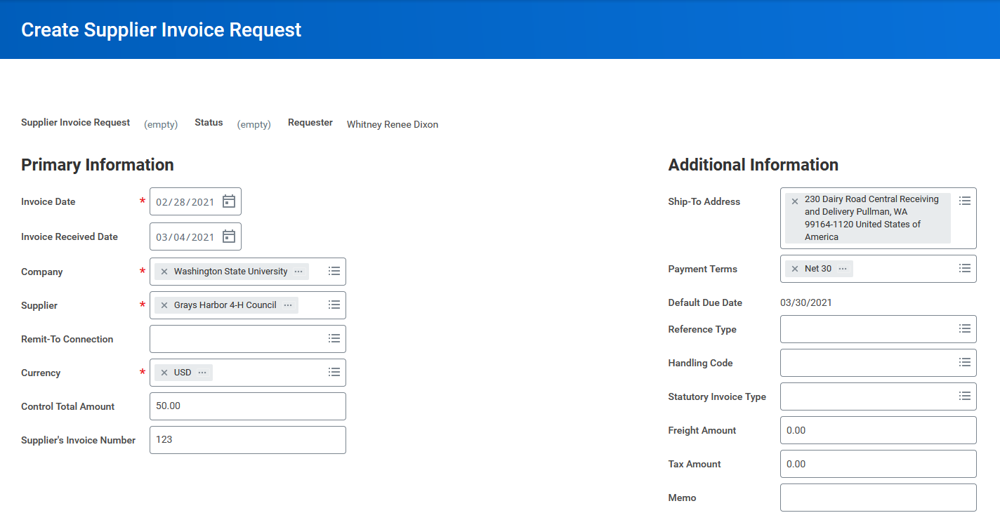 Create Supplier Invoice Request
Supplier Invoice Request (empty) Status (empty) Requester Whitney Renee Dixon
Primary Information
Invoice Date * 02/28/2021
Invoice Received Date 03/04/2021
Company * × Washington State University ···
Supplier * × Grays Harbor 4-H Council ···
Remit-To Connection
Currency * × USD ···
Control Total Amount 50.00
Supplier's Invoice Number 123
Additional Information
Ship-To Address × 230 Dairy Road Central Receiving
and Delivery Pullman, WA
99164-1120 United States of
America
Payment Terms × Net 30 ···
Default Due Date 03/30/2021
Reference Type
Handling Code
Statutory Invoice Type
Freight Amount 0.00
Tax Amount 0.00
Memo